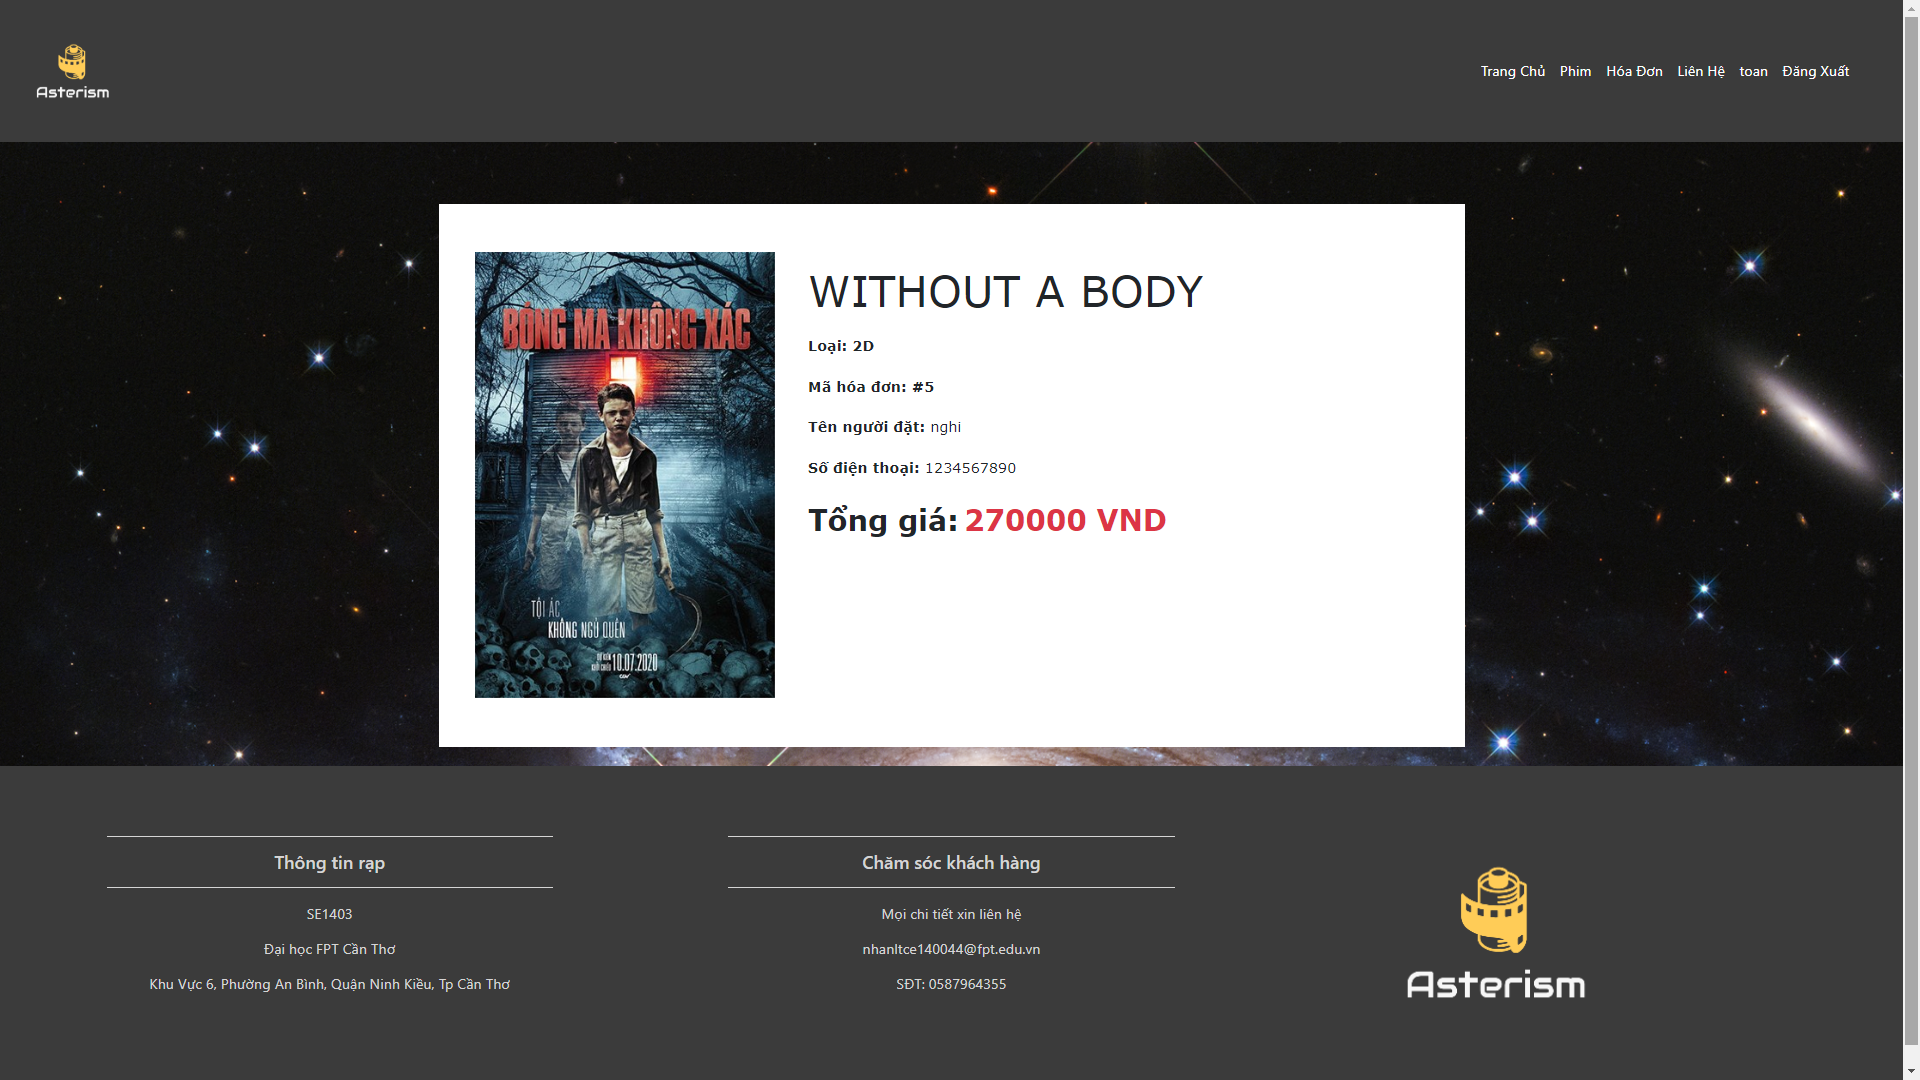 Asterism
Trang Chủ Phim Hóa Đơn Liên Hệ toan Đăng Xuất
BÓNG MA KHÔNG XÁC
TỘI ÁC
KHÔNG NGỦ QUÊN
10.07.2020
WITHOUT A BODY
Loại: 2D
Mã hóa đơn: #5
Tên người đặt: nghi
Số điện thoại: 1234567890
Tổng giá: 270000 VND
Thông tin rạp
SE1403
Đại học FPT Cần Thơ
Khu Vực 6, Phường An Bình, Quận Ninh Kiều, Tp Cần Thơ
Chăm sóc khách hàng
Mọi chi tiết xin liên hệ
nhanltce140044@fpt.edu.vn
SĐT: 0587964355
Asterism